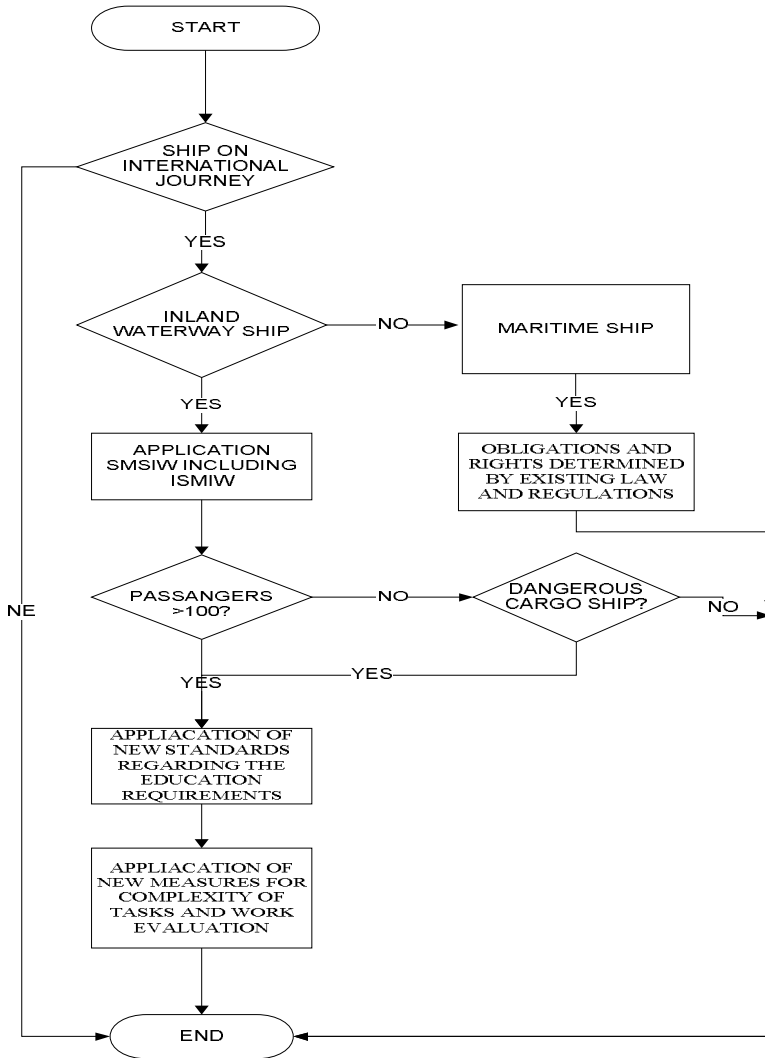 START
SHIP ON
INTERNATIONAL
JOURNEY
YES
INLAND
WATERWAY SHIP
NO
MARITIME SHIP
YES
YES
APPLICATION
SMSIW INCLUDING
ISMIW
OBLIGATIONS AND
RIGHTS DETERMINED
BY EXISTING LAW
AND REGULATIONS
PASSANGERS
>100?
NO
DANGEROUS
CARGO SHIP?
NO
NE
YES
YES
APPLIACATION OF
NEW STANDARDS
REGARDING THE
EDUCATION
REQUIREMENTS
APPLIACATION OF
NEW MEASURES FOR
COMPLEXITY OF
TASKS AND WORK
EVALUATION
END